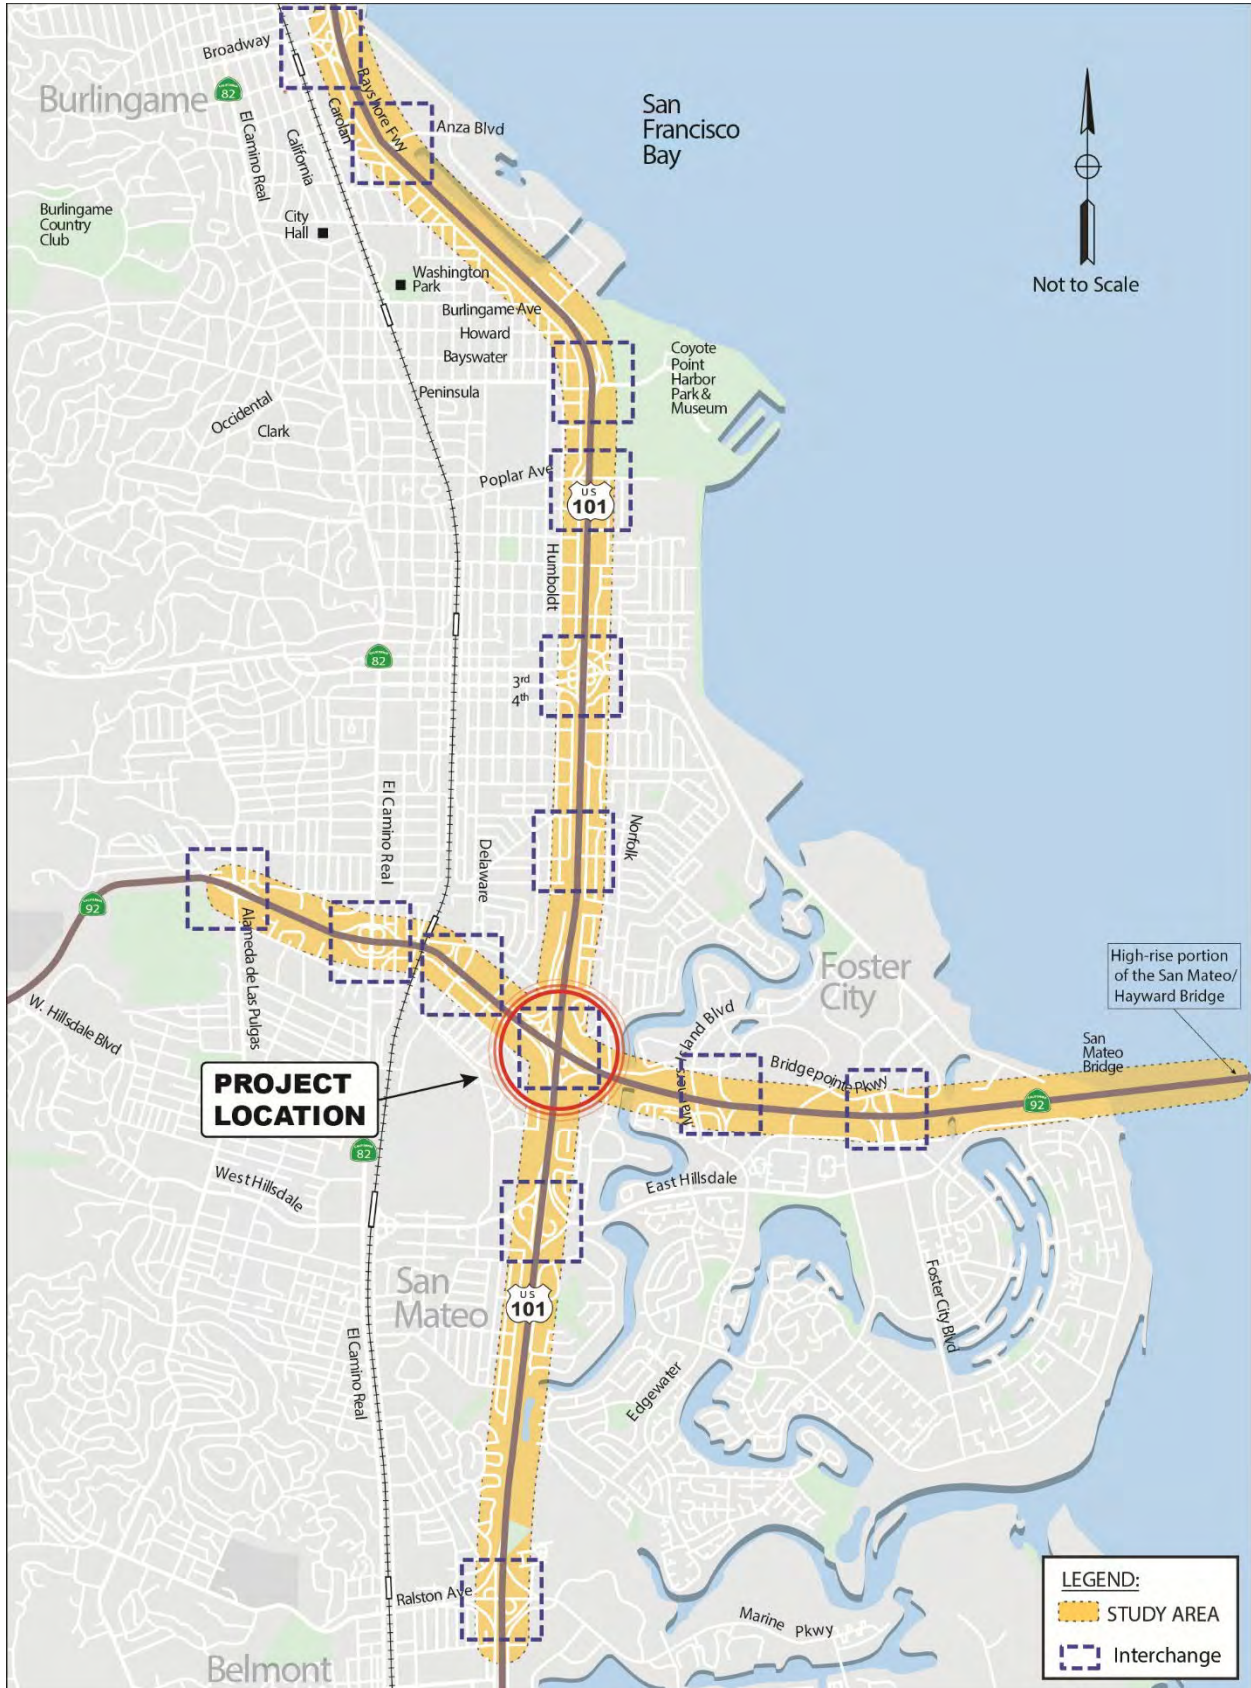 Broadway
Burlingame
82
El Camino Real
California
Carolan
Bayshore Fwy
Anza Blvd
San
Francisco
Bay
Not to Scale
Burlingame
Country
Club
City
Hall
Washington
Park
Burlingame Ave
Howard
Bayswater
Peninsula
Coyote
Point
Harbor
Park &
Museum
Occidental
Clark
Poplar Ave
US
101
Humboldt
82
3rd
4th
El Camino Real
Delaware
Norfolk
92
Alameda de Las Pulgas
W. Hillsdale Blvd
Foster
City
High-rise portion
of the San Mateo/
Hayward Bridge
Mariner's Island Blvd
Bridgepointe Pkwy
San
Mateo
Bridge
92
PROJECT
LOCATION
82
West Hillsdale
East Hillsdale
San
Mateo
US
101
El Camino Real
Foster City Blvd
Edgewater
Ralston Ave
Marine Pkwy
Belmont
LEGEND:
STUDY AREA
Interchange